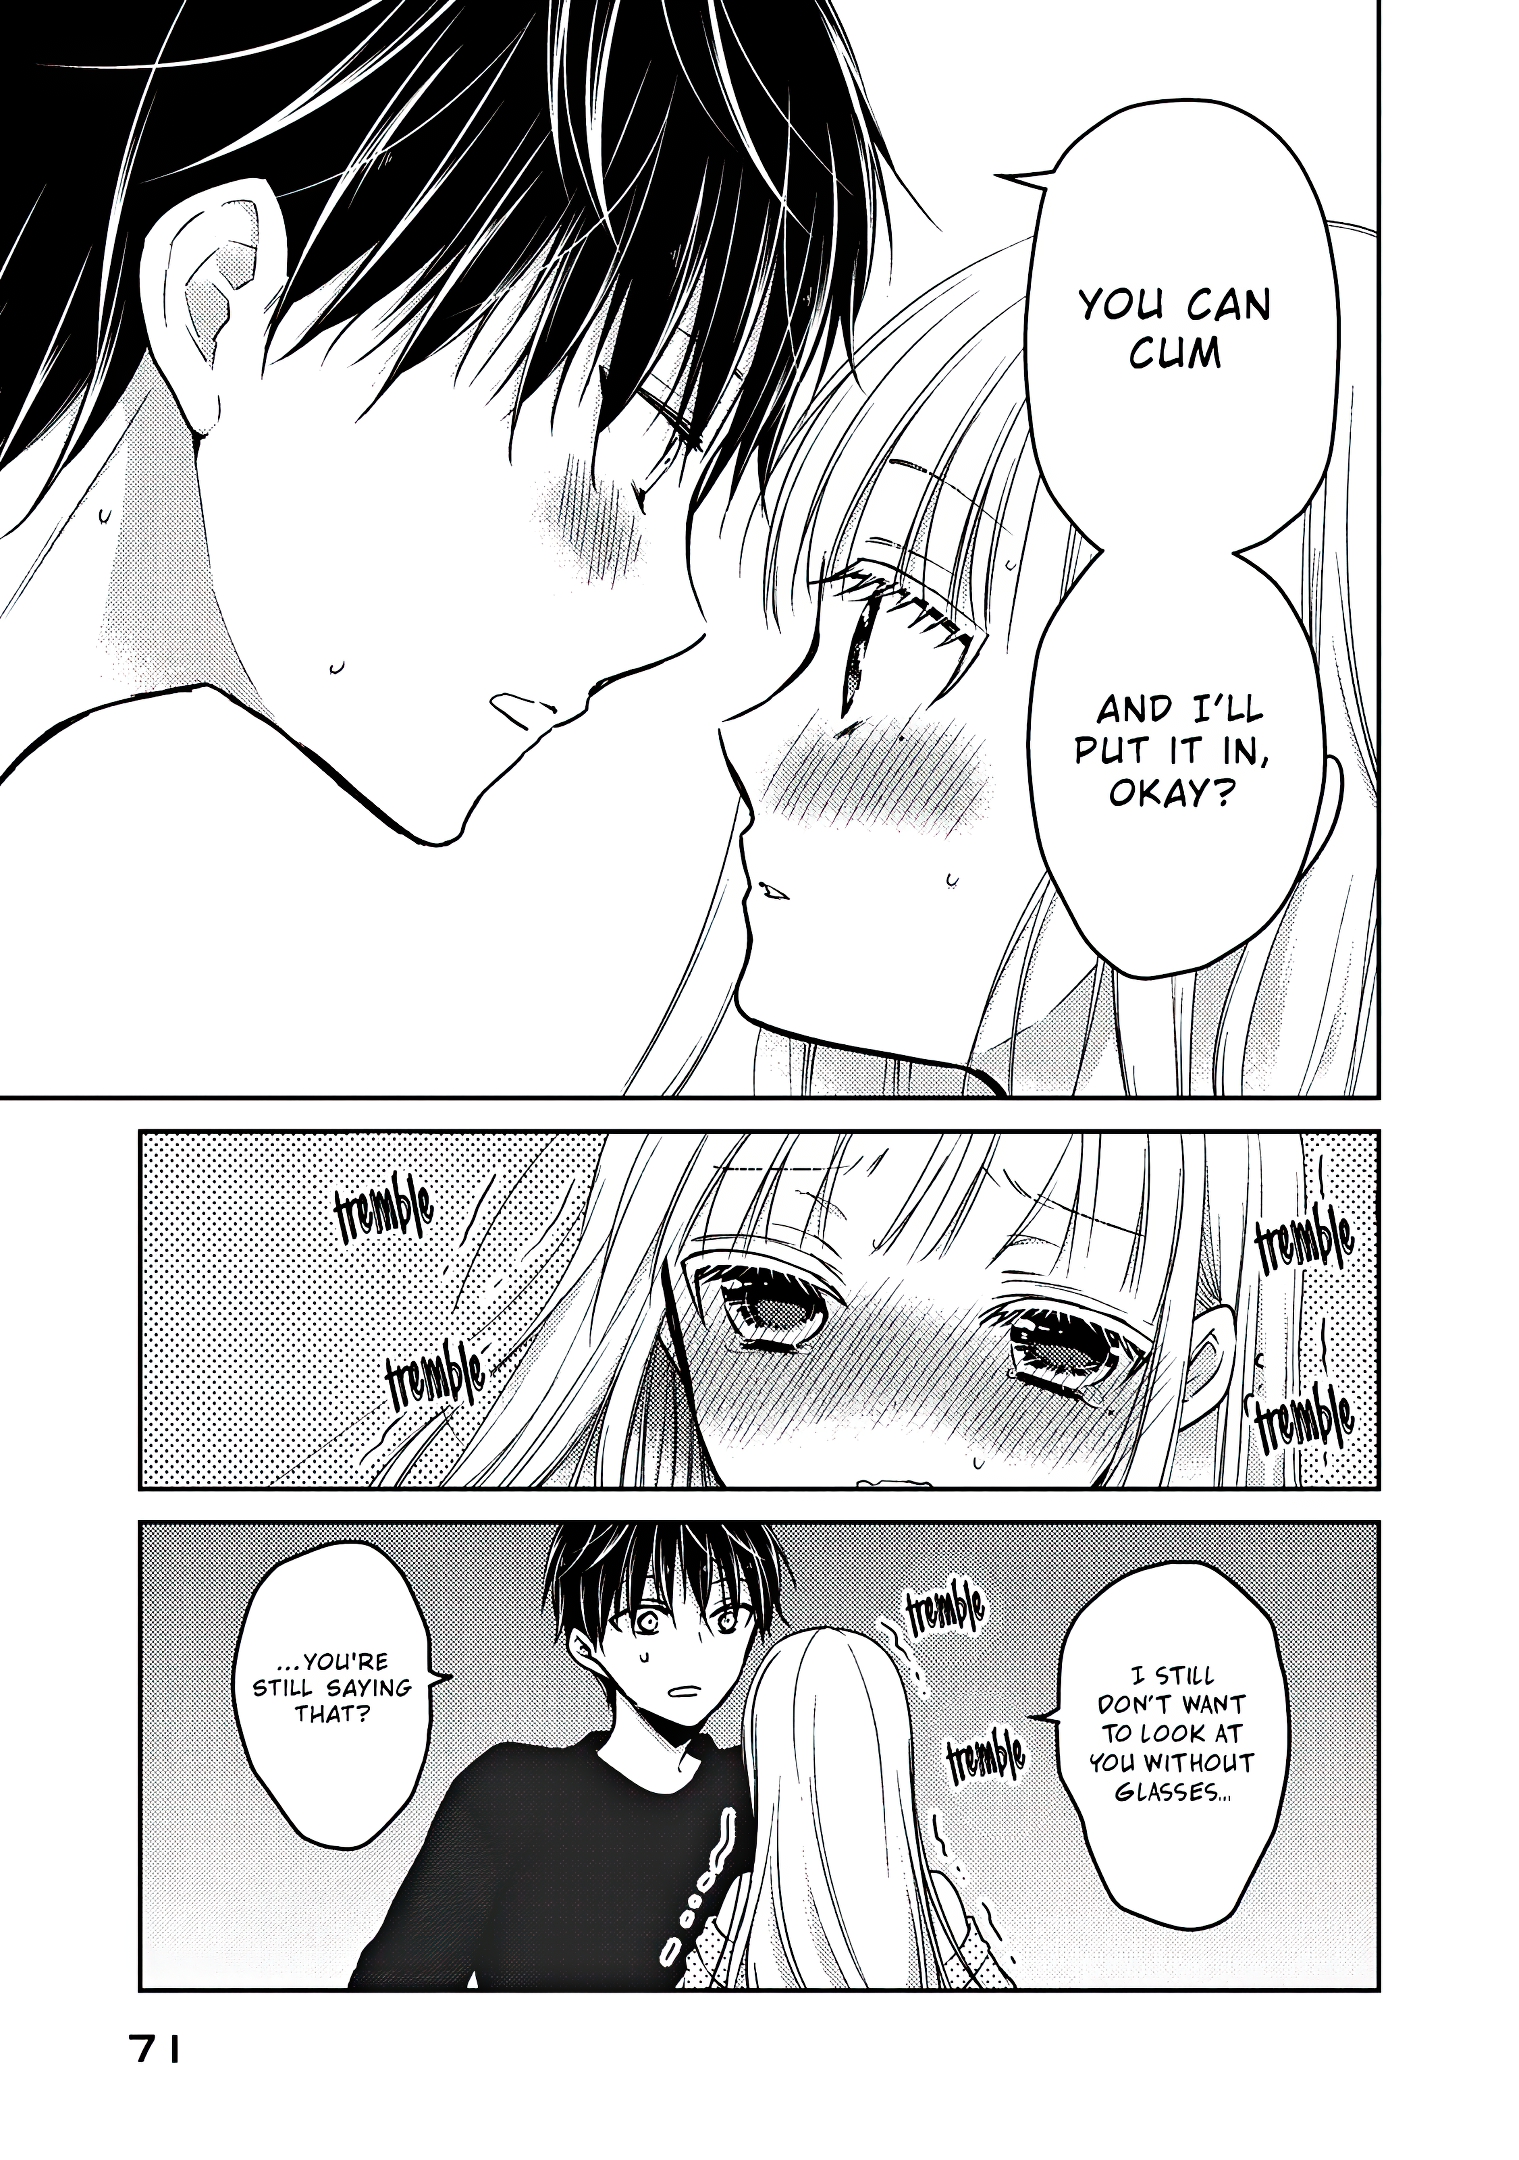 YOU CAN
CUM
AND I'LL
PUT IT IN,
OKAY?
tremble
tremble
tremble
tremble
I STILL
DON'T WANT
TO LOOK AT
YOU WITHOUT
GLASSES...
tremble
tremble
...YOU'RE
STILL SAYING
THAT?
71